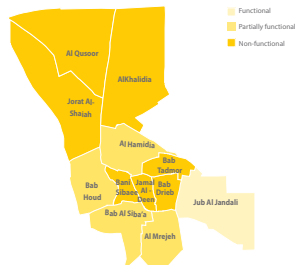 Functional
Partially functional
Non-functional
Al Qusoor
AlKhalidia
Jorat Aj-
Shaiah
Al Hamidia
Bab
Tadmor
Bab
Houd
Bani
Sibaee
Jamal
Al -
Deen
Bab
Drieb
Jub Al Jandali
Bab Al Siba'a
Al Mrejeh